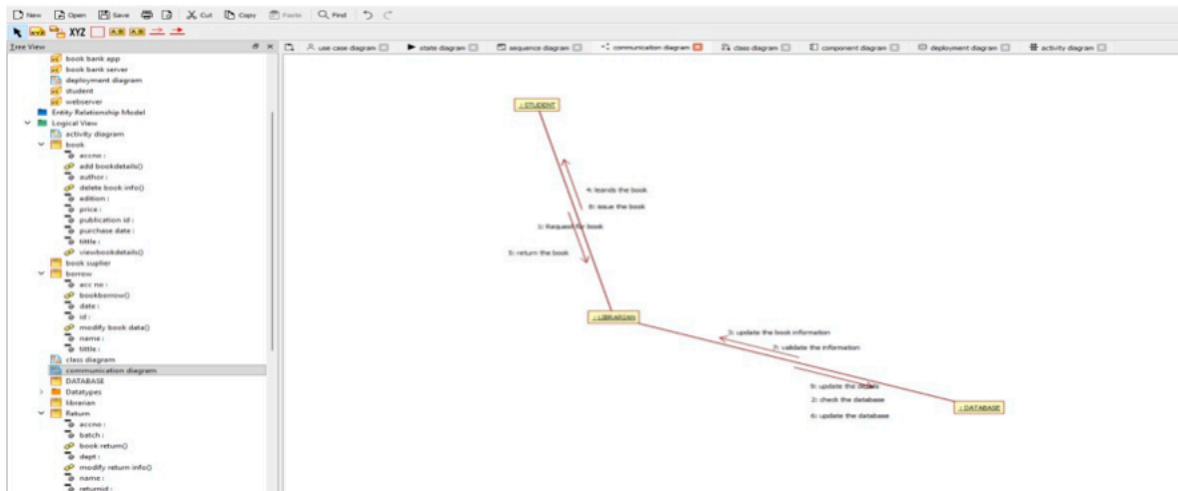 New Open Save Cut Copy Paste Find
XYZ A.B A.B
Tree View
use case diagram state diagram sequence diagram communication diagram class diagram component diagram deployment diagram activity diagram
book bank app
book bank server
deployment diagram
student
webserver
Entity Relationship Model
Logical View
activity diagram
book
accno :
add bookdetails()
author :
delete book info()
edition :
price :
publication id :
purchase date :
tittle :
viewbookdetails()
book suplier
borrow
acc no :
bookborrow()
date :
id :
modify book data()
name :
tittle :
class diagram
communication diagram
DATABASE
Datatypes
librarian
Return
accno :
batch :
book return()
dept :
modify return info()
name :
returnid :
: STUDENT
4: leands the book
8: issue the book
1: Request for book
5: return the book
: LIBRARIAN
3: update the book information
7: validate the information
9: update the details
2: check the database
6: update the database
: DATABASE